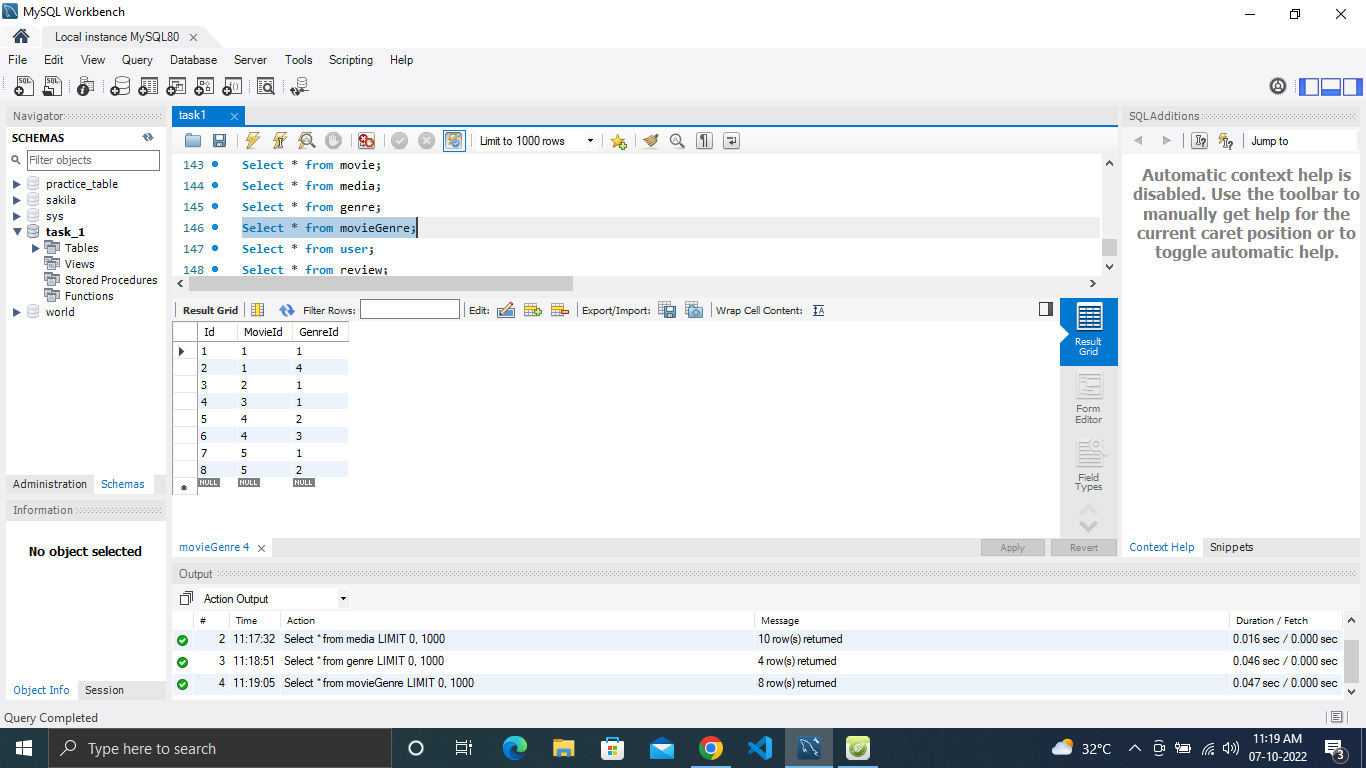 MySQL Workbench
Local instance MySQL80
File Edit View Query Database Server Tools Scripting Help
Navigator
SCHEMAS
Filter objects
practice_table
sakila
sys
task_1
Tables
Views
Stored Procedures
Functions
world
Administration Schemas
Information
No object selected
Object Info Session
task1
Limit to 1000 rows
143 Select * from movie;
144 Select * from media;
145 Select * from genre;
146 Select * from movieGenre;
147 Select * from user;
148 Select * from review;
Result Grid Filter Rows: Edit: Export/Import: Wrap Cell Content:
Id MovieId GenreId
1 1 1
2 1 4
3 2 1
4 3 1
5 4 2
6 4 3
7 5 1
8 5 2
NULL NULL NULL
Result Grid
Form Editor
Field Types
movieGenre 4
Apply Revert
SQLAdditions
Jump to
Automatic context help is
disabled. Use the toolbar to
manually get help for the
current caret position or to
toggle automatic help.
Context Help Snippets
Output
Action Output
# Time Action Message Duration / Fetch
2 11:17:32 Select * from media LIMIT 0, 1000 10 row(s) returned 0.016 sec / 0.000 sec
3 11:18:51 Select * from genre LIMIT 0, 1000 4 row(s) returned 0.046 sec / 0.000 sec
4 11:19:05 Select * from movieGenre LIMIT 0, 1000 8 row(s) returned 0.047 sec / 0.000 sec
Query Completed
Type here to search
32°C
11:19 AM
07-10-2022
3